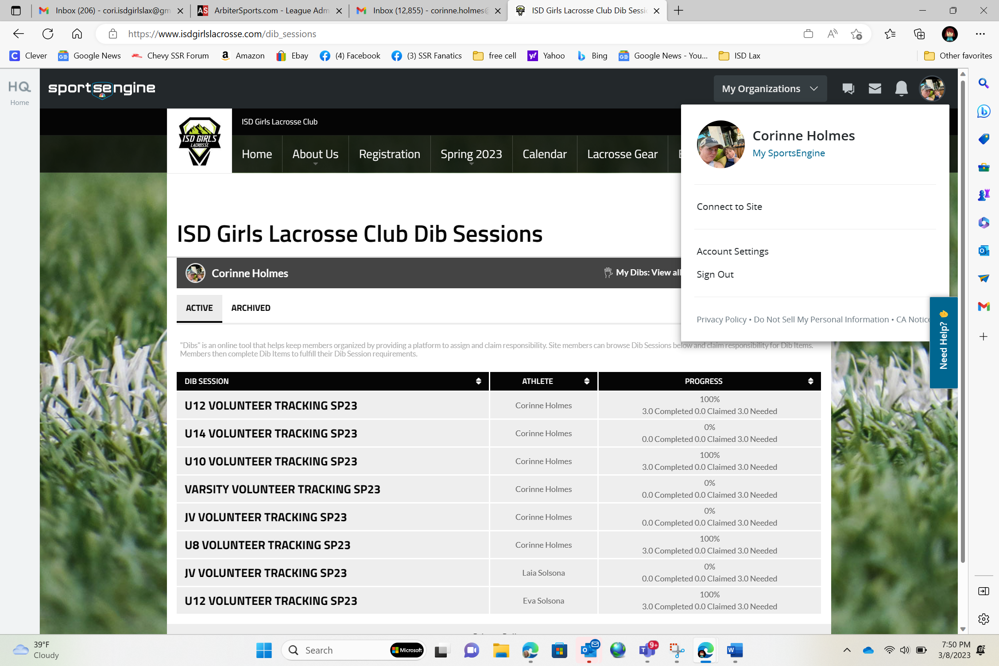 Inbox (206) - cori.isdgirlslax@gm
ArbiterSports.com - League Adm
Inbox (12,855) - corinne.holmes@
ISD Girls Lacrosse Club Dib Sessi
https://www.isdgirlslacrosse.com/dib_sessions
Clever
Google News
Chevy SSR Forum
Amazon
Ebay
(4) Facebook
(3) SSR Fanatics
free cell
Yahoo
Bing
Google News - You...
ISD Lax
Other favorites
HQ
Home
sportsengine
My Organizations
ISD GIRLS
LACROSSE
ISD Girls Lacrosse Club
Home
About Us
Registration
Spring 2023
Calendar
Lacrosse Gear
Corinne Holmes
My SportsEngine
Connect to Site
Account Settings
Sign Out
Privacy Policy • Do Not Sell My Personal Information • CA Notice
Need Help?
ISD Girls Lacrosse Club Dib Sessions
Corinne Holmes
My Dibs: View all
ACTIVE
ARCHIVED
"Dibs" is an online tool that helps keep members organized by providing a platform to assign and claim responsibility. Site members can browse Dib Sessions below and claim responsibility for Dib Items.
Members then complete Dib Items to fulfill their Dib Session requirements.
DIB SESSION
ATHLETE
PROGRESS
U12 VOLUNTEER TRACKING SP23
Corinne Holmes
100%
3.0 Completed 0.0 Claimed 3.0 Needed
U14 VOLUNTEER TRACKING SP23
Corinne Holmes
0%
0.0 Completed 0.0 Claimed 3.0 Needed
U10 VOLUNTEER TRACKING SP23
Corinne Holmes
100%
3.0 Completed 0.0 Claimed 3.0 Needed
VARSITY VOLUNTEER TRACKING SP23
Corinne Holmes
0%
0.0 Completed 0.0 Claimed 3.0 Needed
JV VOLUNTEER TRACKING SP23
Corinne Holmes
0%
0.0 Completed 0.0 Claimed 3.0 Needed
U8 VOLUNTEER TRACKING SP23
Corinne Holmes
100%
3.0 Completed 0.0 Claimed 3.0 Needed
JV VOLUNTEER TRACKING SP23
Laia Solsona
0%
0.0 Completed 0.0 Claimed 3.0 Needed
U12 VOLUNTEER TRACKING SP23
Eva Solsona
100%
3.0 Completed 0.0 Claimed 3.0 Needed
39°F
Cloudy
Search
Microsoft
9+
7:50 PM
3/8/2023